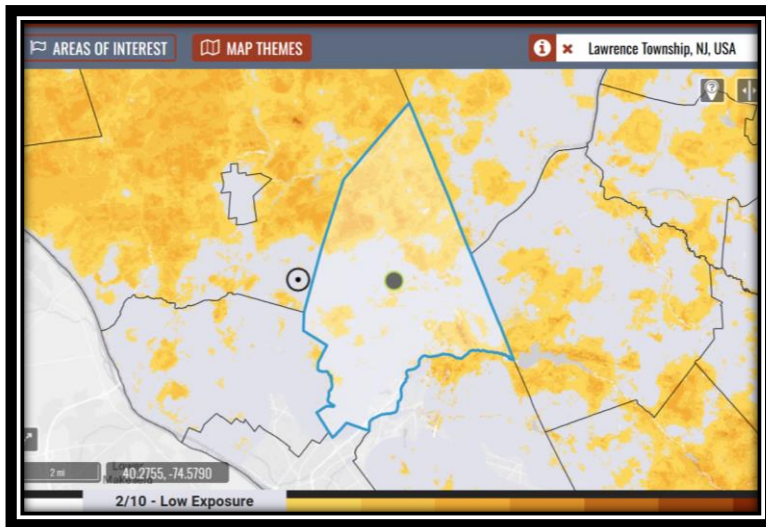 AREAS OF INTEREST
MAP THEMES
Lawrence Township, NJ, USA
2 mi
40.2755, -74.5790
2/10 - Low Exposure